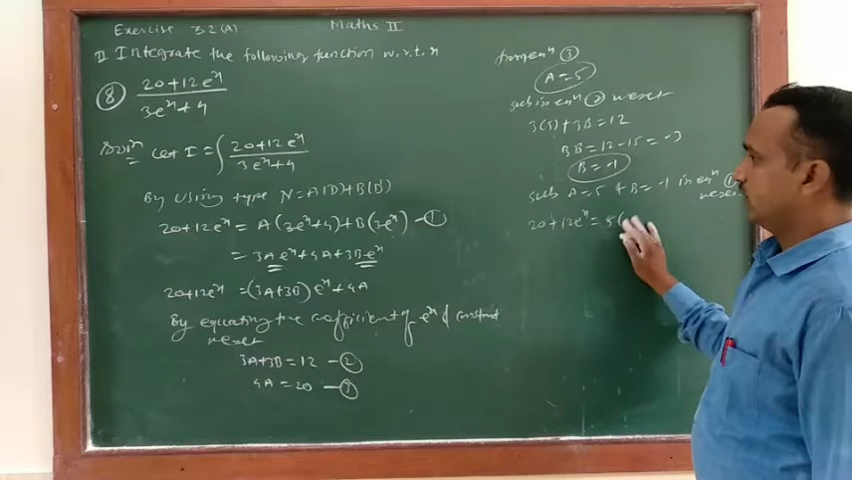 Exercise 3.2(A) Maths II
II Integrate the following function w.r.t. x
(8) 20+12e^x / 3e^x+4
Sol^n Let I = ∫ 20+12e^x / 3e^x+4
By using type N=A(D)+B(D')
20+12e^x = A(3e^x+4)+B(3e^x) —(1)
= 3Ae^x+4A+3Be^x
20+12e^x = (3A+3B)e^x+4A
By equating the coefficient of e^x & constant
we get
3A+3B=12 —(2)
4A=20 —(3)
from eq^n (3)
A=5
sub in eq^n (2) we get
3(5)+3B=12
3B=12-15=-3
B=-1
sub A=5 & B=-1 in eq^n (1)
we get
20+12e^x=5(